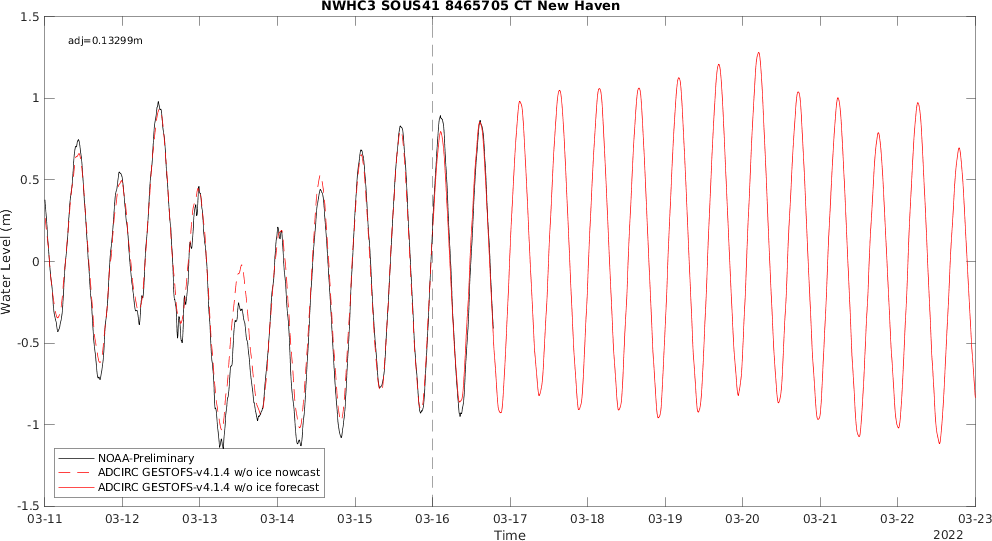 NWHC3 SOUS41 8465705 CT New Haven
adj=0.13299m
1.5
1
0.5
0
-0.5
-1
-1.5
Water Level (m)
NOAA-Preliminary
ADCIRC GESTOFS-v4.1.4 w/o ice nowcast
ADCIRC GESTOFS-v4.1.4 w/o ice forecast
03-11 03-12 03-13 03-14 03-15 03-16 03-17 03-18 03-19 03-20 03-21 03-22 03-23
Time
2022